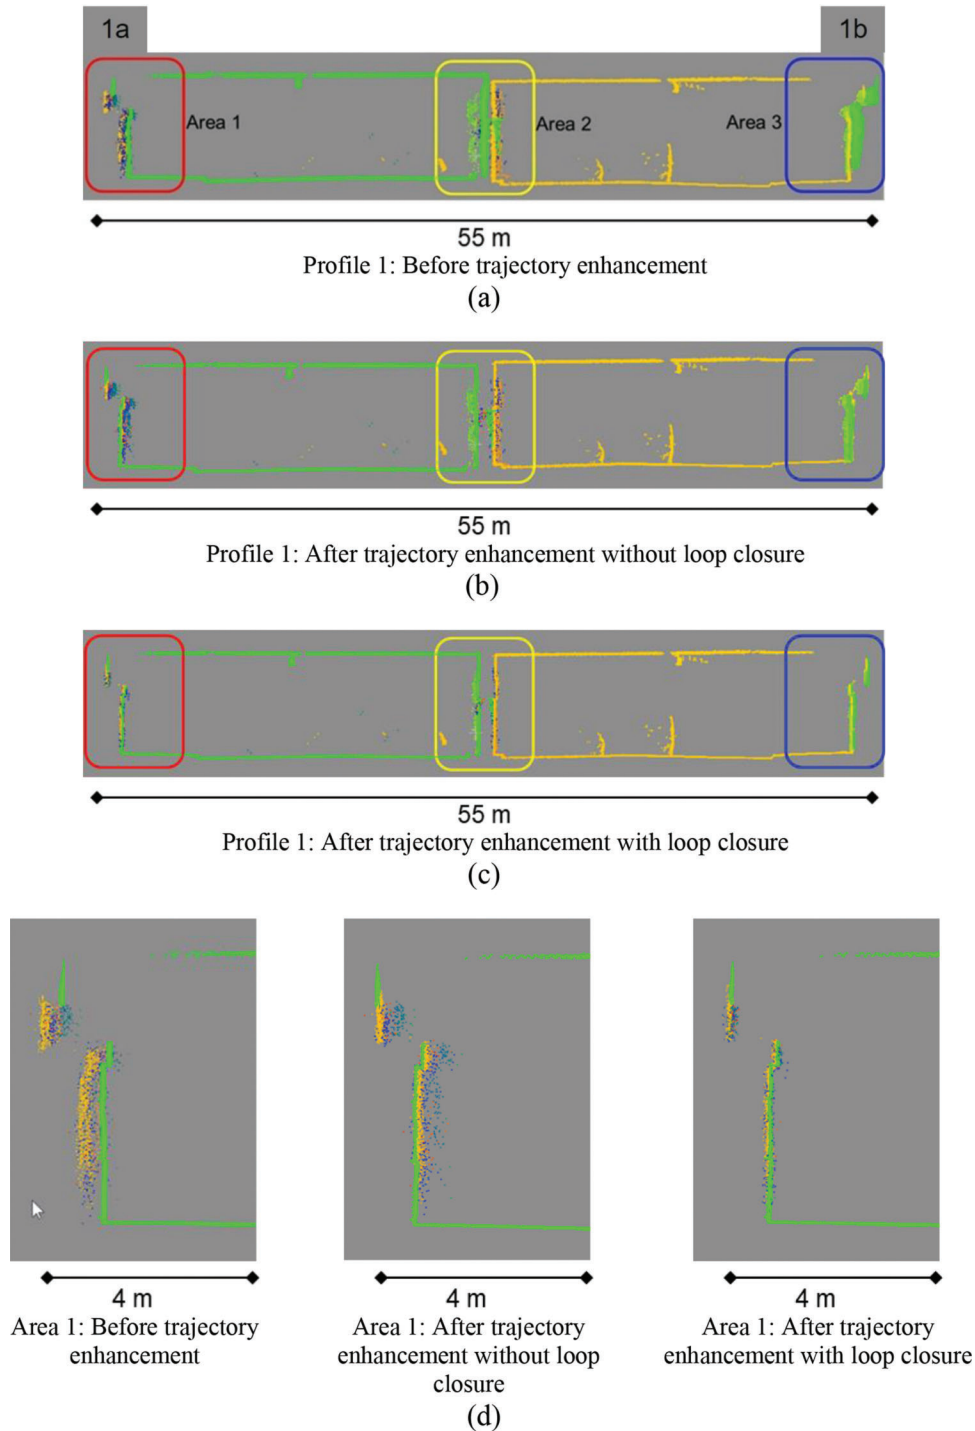 1a
1b
Area 1
Area 2
Area 3
55 m
Profile 1: Before trajectory enhancement
(a)
55 m
Profile 1: After trajectory enhancement without loop closure
(b)
55 m
Profile 1: After trajectory enhancement with loop closure
(c)
4 m
Area 1: Before trajectory
enhancement
4 m
Area 1: After trajectory
enhancement without loop
closure
4 m
Area 1: After trajectory
enhancement with loop closure
(d)